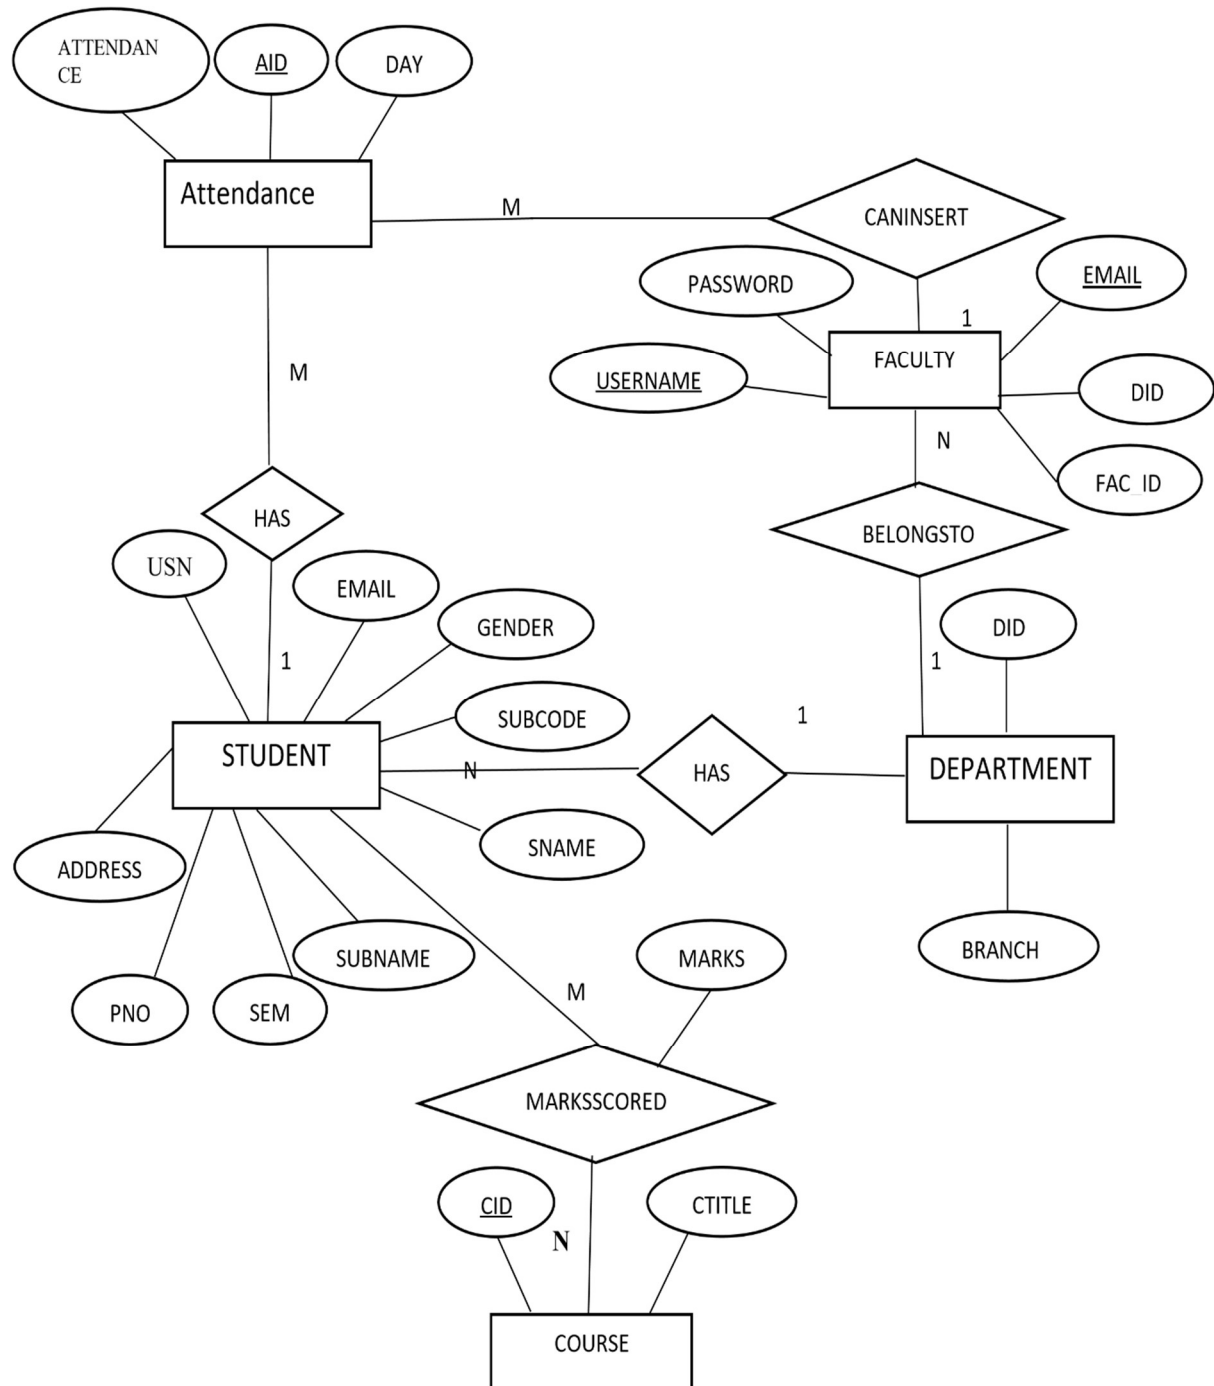 ATTENDAN
CE
AID
DAY
Attendance
M
CANINSERT
PASSWORD
EMAIL
1
FACULTY
USERNAME
DID
M
N
FAC_ID
HAS
BELONGSTO
USN
EMAIL
GENDER
DID
1
1
SUBCODE
1
STUDENT
N
HAS
DEPARTMENT
SNAME
ADDRESS
SUBNAME
MARKS
BRANCH
PNO
SEM
M
MARKSSCORED
CID
CTITLE
N
COURSE